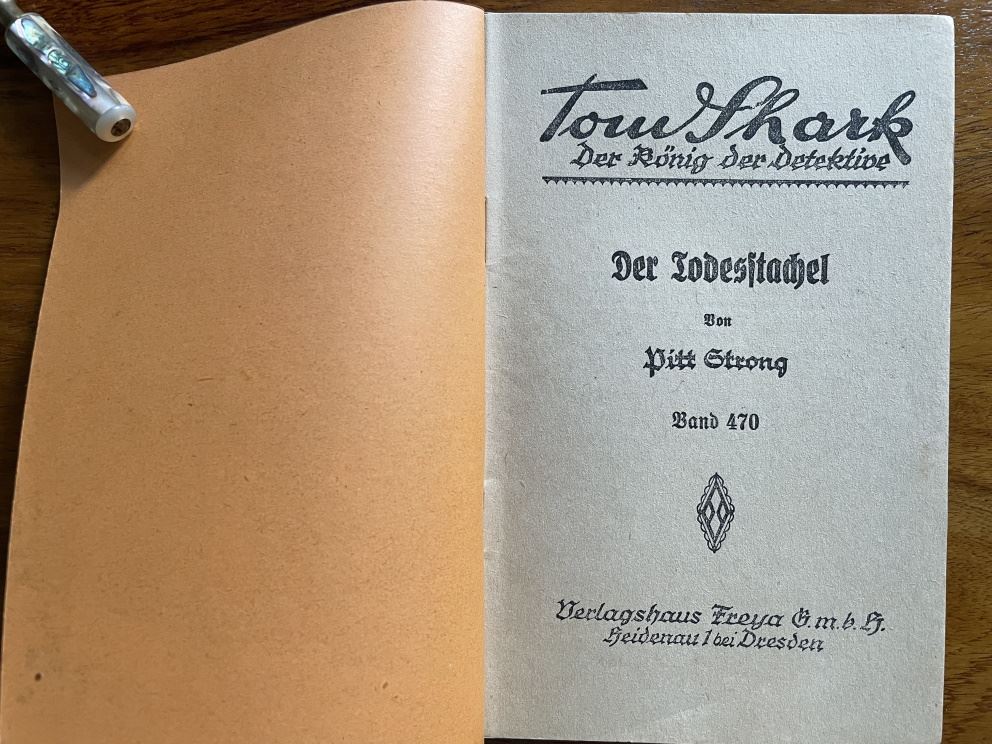 Tom Shark
Der König der Detektive
Der Todesstachel
Von
Pitt Strong
Band 470
Verlagshaus Freya G.m.b.H.
Heidenau 1 bei Dresden